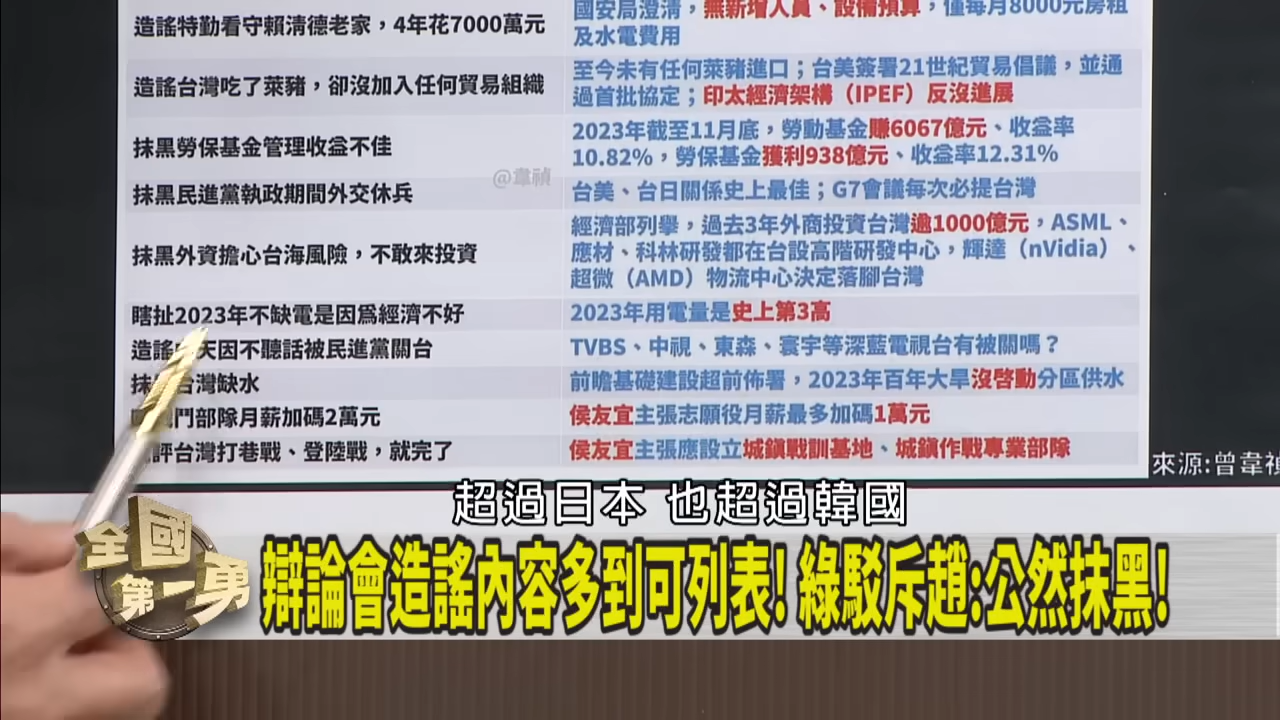 造謠特勤看守賴清德老家，4年花7000萬元
國安局澄清，無新增人員、設備預算，僅每月8000元房租
及水電費用
造謠台灣吃了萊豬，卻沒加入任何貿易組織
至今未有任何萊豬進口；台美簽署21世紀貿易倡議，並通
過首批協定；印太經濟架構（IPEF）反沒進展
抹黑勞保基金管理收益不佳
2023年截至11月底，勞動基金賺6067億元、收益率
10.82%，勞保基金獲利938億元、收益率12.31%
@韋禎
抹黑民進黨執政期間外交休兵
台美、台日關係史上最佳；G7會議每次必提台灣
抹黑外資擔心台海風險，不敢來投資
經濟部列舉，過去3年外商投資台灣逾1000億元，ASML、
應材、科林研發都在台設高階研發中心，輝達（nVidia）、
超微（AMD）物流中心決定落腳台灣
瞎扯2023年不缺電是因為經濟不好
2023年用電量是史上第3高
造謠中天因不聽話被民進黨關台
TVBS、中視、東森、寰宇等深藍電視台有被關嗎？
抹 台灣缺水
前瞻基礎建設超前佈署，2023年百年大旱沒啓動分區供水
鬥部隊月薪加碼2萬元
侯友宜主張志願役月薪最多加碼1萬元
評台灣打巷戰、登陸戰，就完了
侯友宜主張應設立城鎮戰訓基地、城鎮作戰專業部隊
來源:曾韋禎
超過日本 也超過韓國
全國第一勇
辯論會造謠內容多到可列表! 綠駁斥趙:公然抹黑!